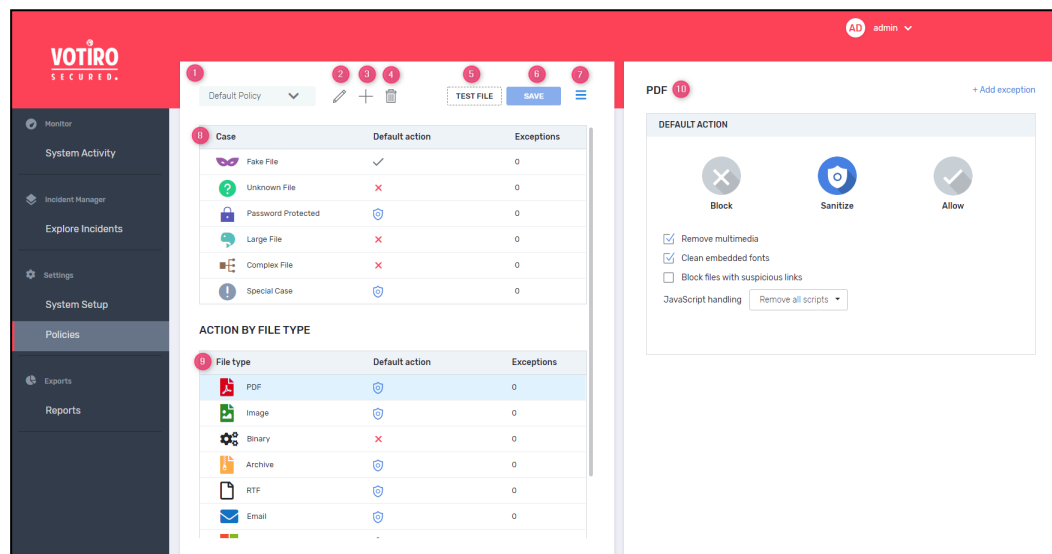 AD admin
VOTIRO
SECURED.
Monitor
System Activity
Incident Manager
Explore Incidents
Settings
System Setup
Policies
Exports
Reports
1 2 3 4 5 6 7
Default Policy TEST FILE SAVE
8 Case Default action Exceptions
Fake File 0
Unknown File 0
Password Protected 0
Large File 0
Complex File 0
Special Case 0
ACTION BY FILE TYPE
9 File type Default action Exceptions
PDF 0
Image 0
Binary 0
Archive 0
RTF 0
Email 0
PDF 10 + Add exception
DEFAULT ACTION
Block Sanitize Allow
Remove multimedia
Clean embedded fonts
Block files with suspicious links
JavaScript handling Remove all scripts